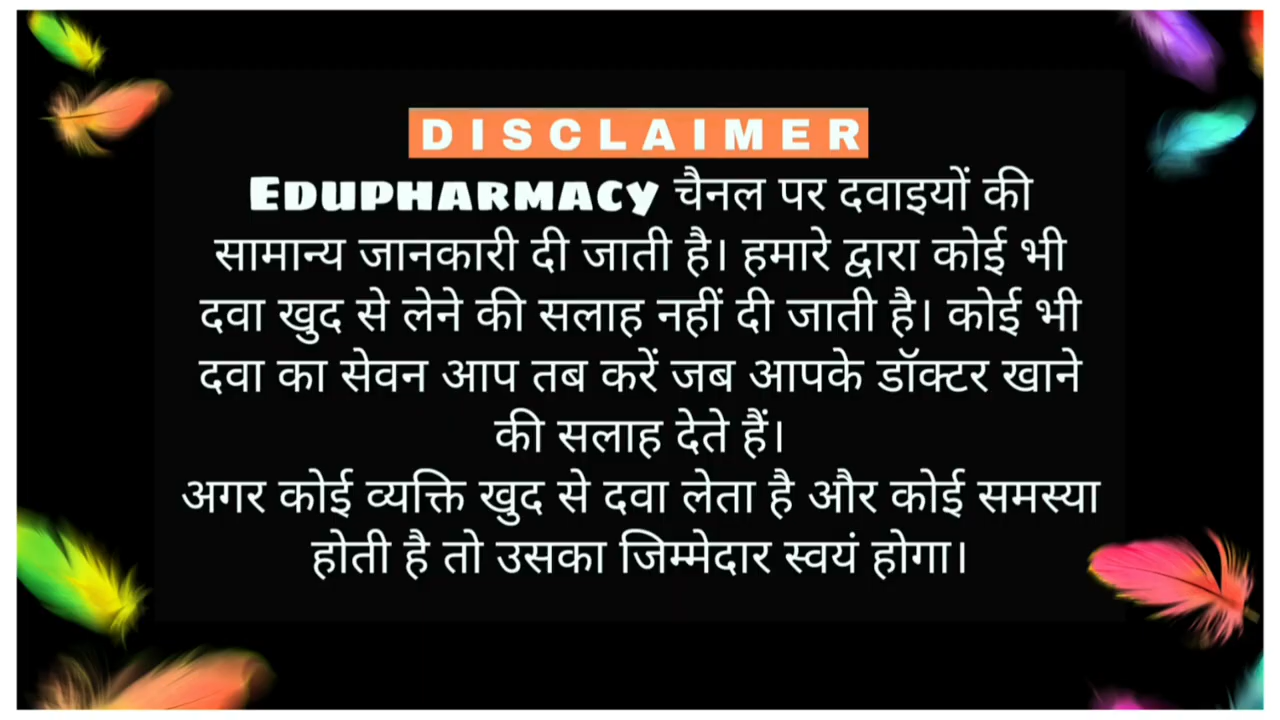 DISCLAIMER
EDUPHARMACY चैनल पर दवाइयों की
सामान्य जानकारी दी जाती है। हमारे द्वारा कोई भी
दवा खुद से लेने की सलाह नहीं दी जाती है। कोई भी
दवा का सेवन आप तब करें जब आपके डॉक्टर खाने
की सलाह देते हैं।
अगर कोई व्यक्ति खुद से दवा लेता है और कोई समस्या
होती है तो उसका जिम्मेदार स्वयं होगा।